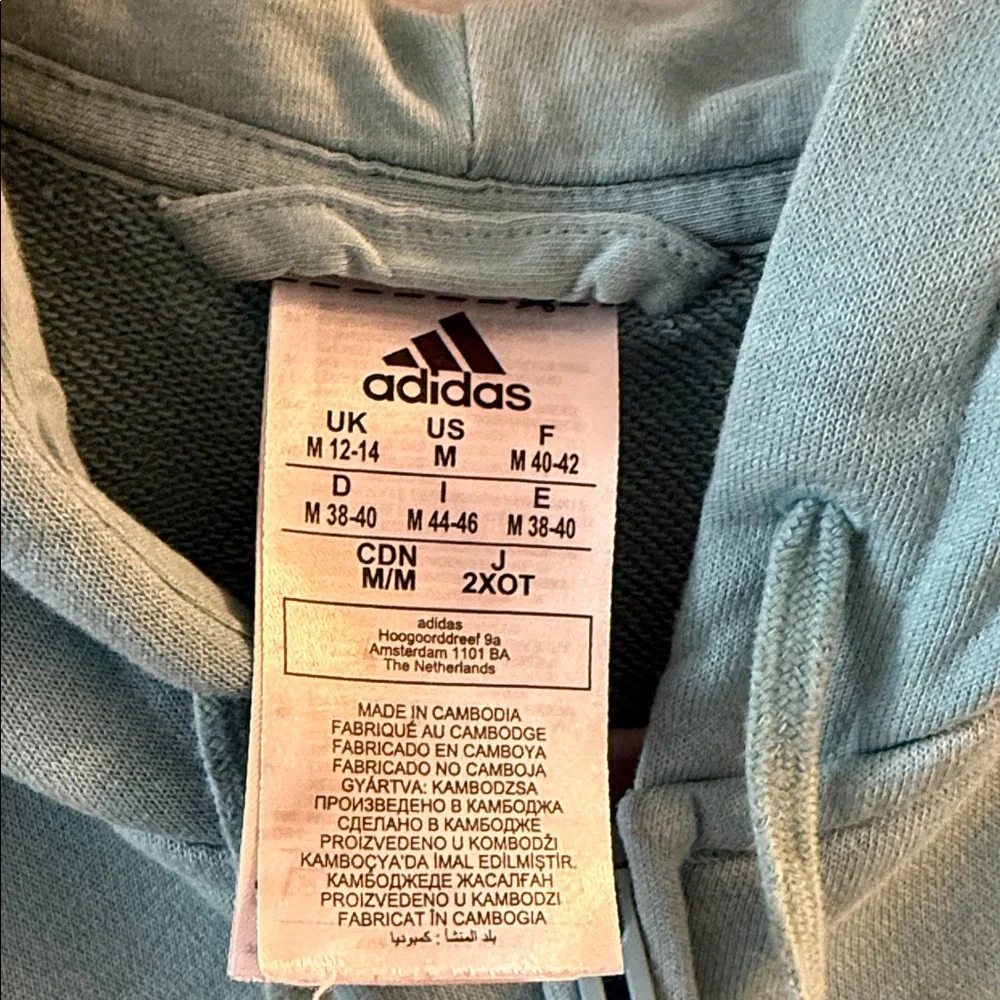 adidas
UK US F
M 12-14 M M 40-42
D I E
M 38-40 M 44-46 M 38-40
CDN J
M/M 2XOT
adidas
Hoogoorddreef 9a
Amsterdam 1101 BA
The Netherlands
MADE IN CAMBODIA
FABRIQUÉ AU CAMBODGE
FABRICADO EN CAMBOYA
FABRICADO NO CAMBOJA
GYÁRTVA: KAMBODZSA
ПРОИЗВЕДЕНО В КАМБОДЖА
СДЕЛАНО В КАМБОДЖЕ
PROIZVEDENO U KOMBODŽI
KAMBOÇYA'DA İMAL EDİLMİŞTİR.
КАМБОДЖЕДЕ ЖАСАЛҒАН
PROIZVEDENO U KAMBODZI
FABRICAT ÎN CAMBOGIA
بلد المنشأ: كمبوديا